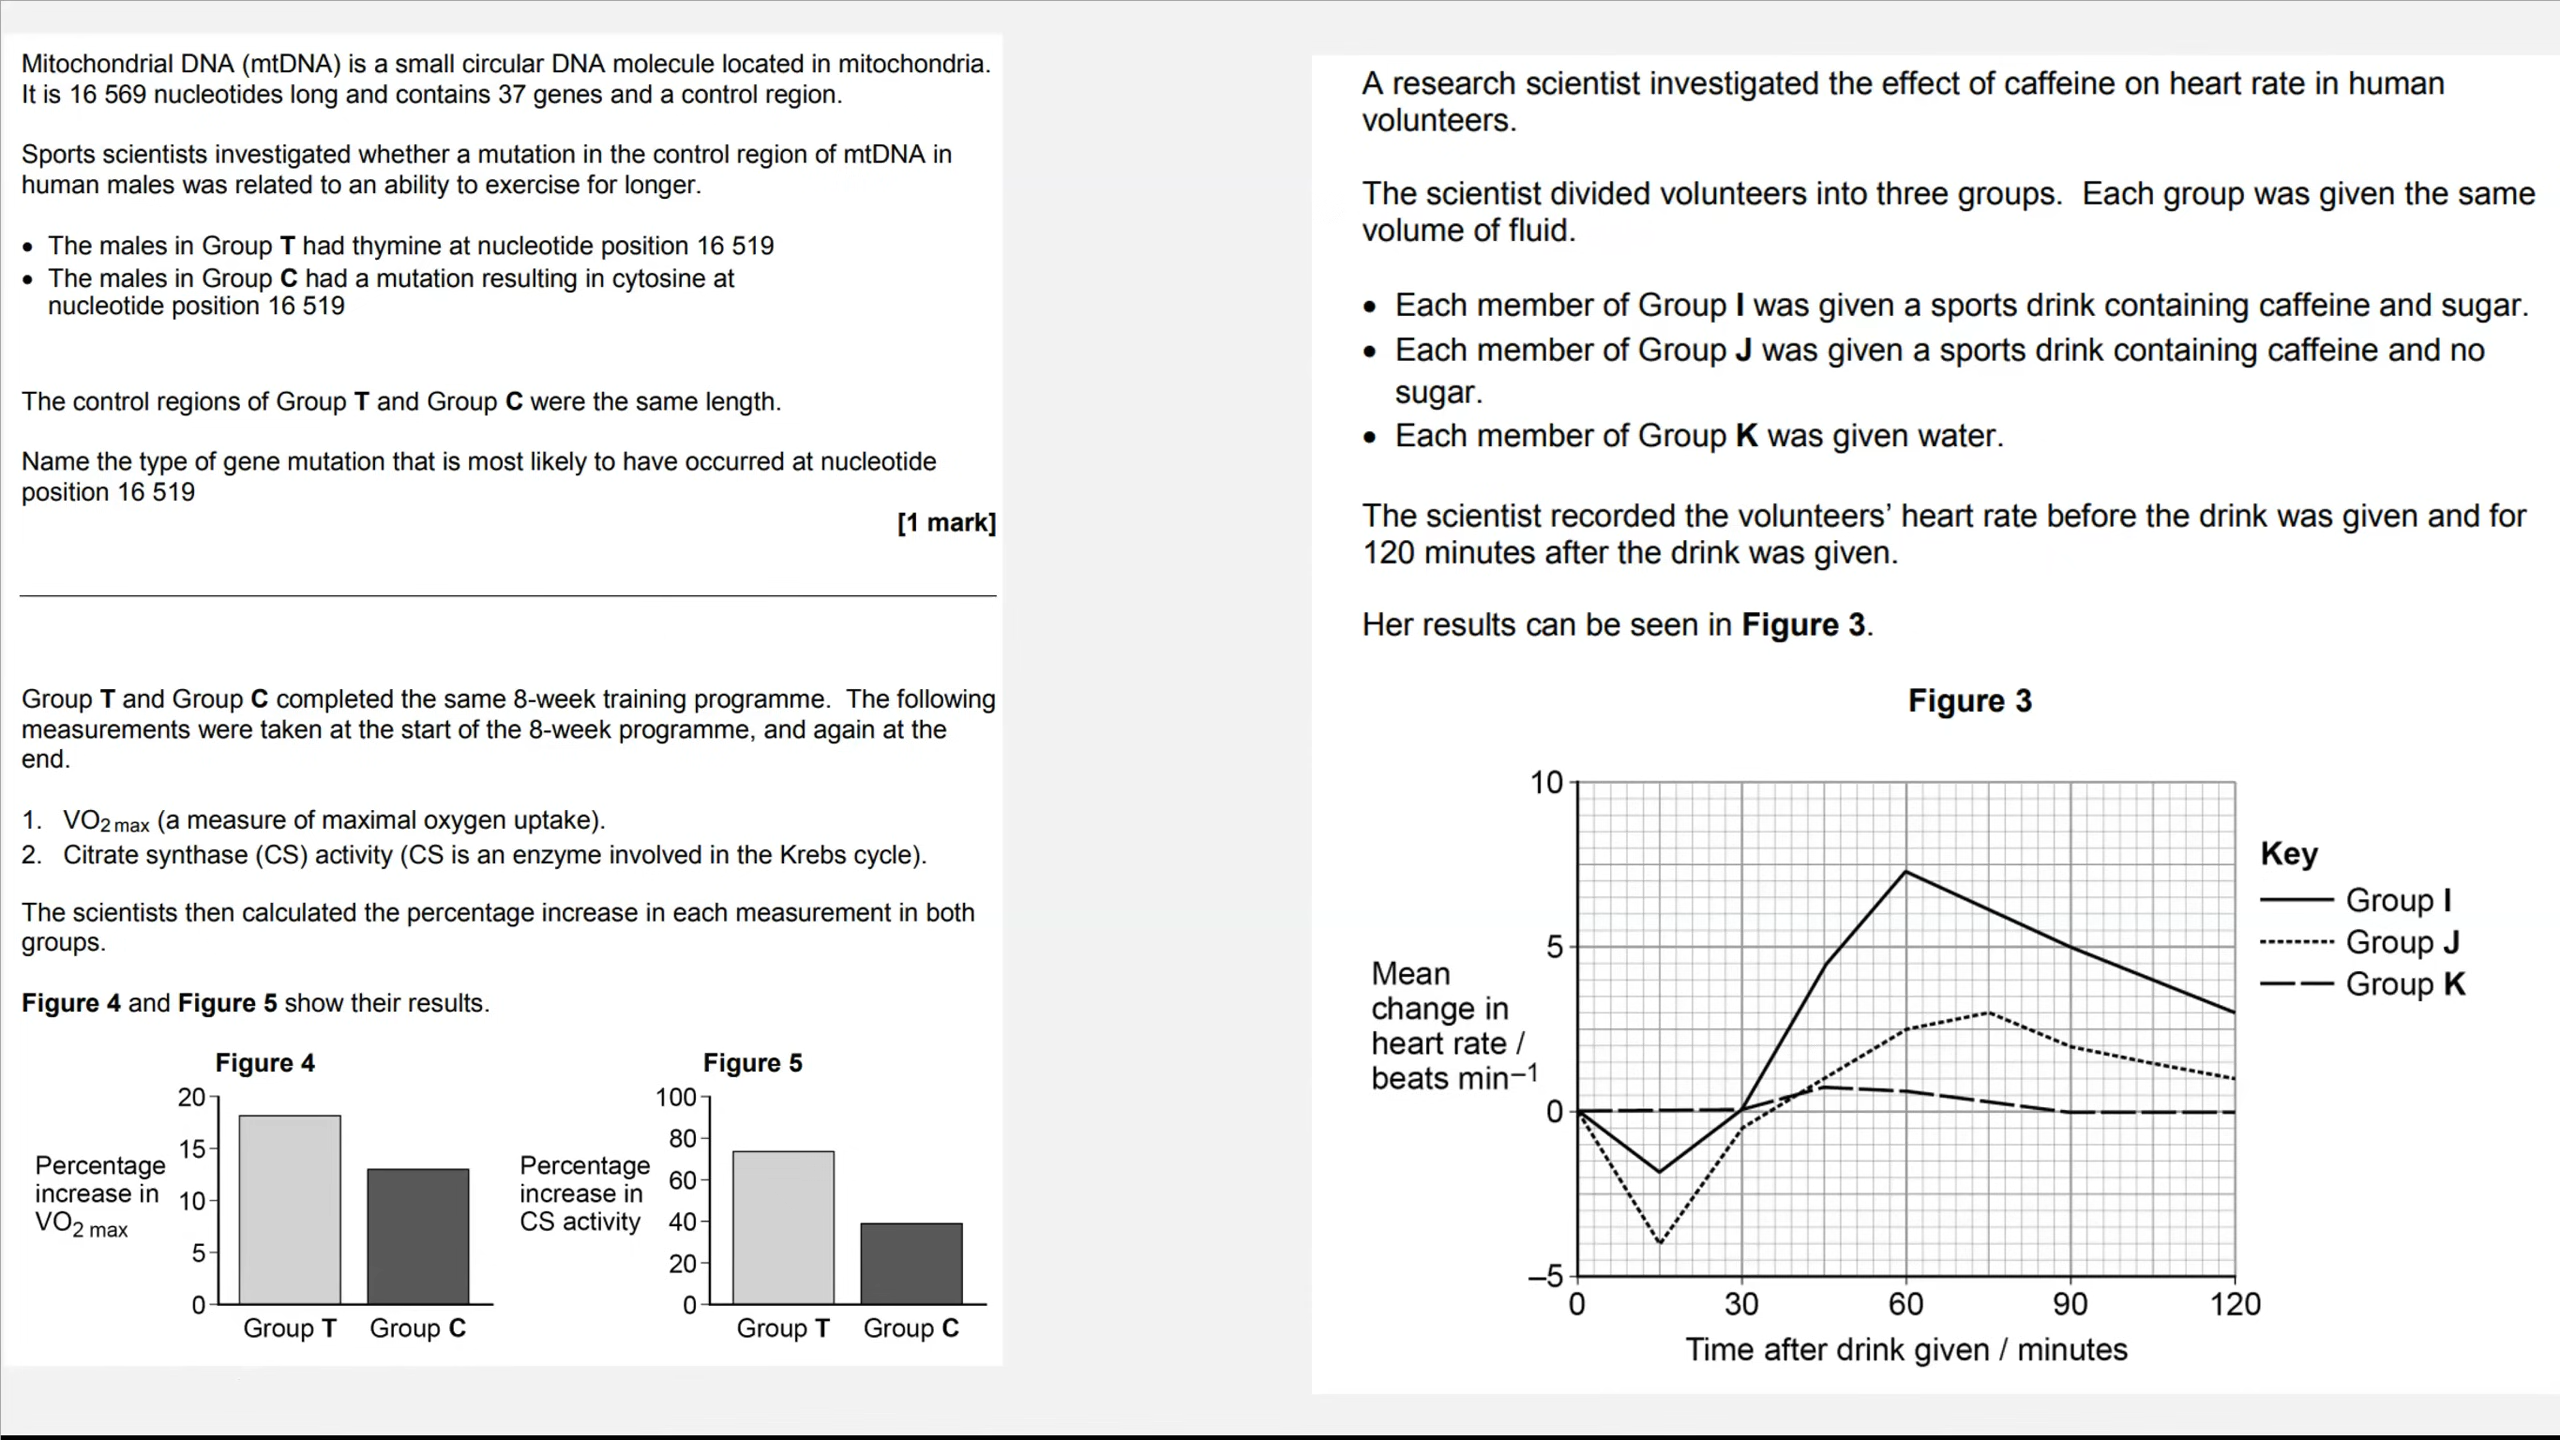 Mitochondrial DNA (mtDNA) is a small circular DNA molecule located in mitochondria.
It is 16 569 nucleotides long and contains 37 genes and a control region.
Sports scientists investigated whether a mutation in the control region of mtDNA in
human males was related to an ability to exercise for longer.
• The males in Group T had thymine at nucleotide position 16 519
• The males in Group C had a mutation resulting in cytosine at
nucleotide position 16 519
The control regions of Group T and Group C were the same length.
Name the type of gene mutation that is most likely to have occurred at nucleotide
position 16 519
[1 mark]
Group T and Group C completed the same 8-week training programme. The following
measurements were taken at the start of the 8-week programme, and again at the
end.
1. VO2 max (a measure of maximal oxygen uptake).
2. Citrate synthase (CS) activity (CS is an enzyme involved in the Krebs cycle).
The scientists then calculated the percentage increase in each measurement in both
groups.
Figure 4 and Figure 5 show their results.
Figure 4
20
15
10
5
0
Percentage
increase in
VO2 max
Group T Group C
Figure 5
100
80
60
40
20
0
Percentage
increase in
CS activity
Group T Group C
A research scientist investigated the effect of caffeine on heart rate in human
volunteers.
The scientist divided volunteers into three groups. Each group was given the same
volume of fluid.
• Each member of Group I was given a sports drink containing caffeine and sugar.
• Each member of Group J was given a sports drink containing caffeine and no
sugar.
• Each member of Group K was given water.
The scientist recorded the volunteers’ heart rate before the drink was given and for
120 minutes after the drink was given.
Her results can be seen in Figure 3.
Figure 3
10
5
0
–5
Mean
change in
heart rate /
beats min–1
0 30 60 90 120
Time after drink given / minutes
Key
Group I
Group J
Group K